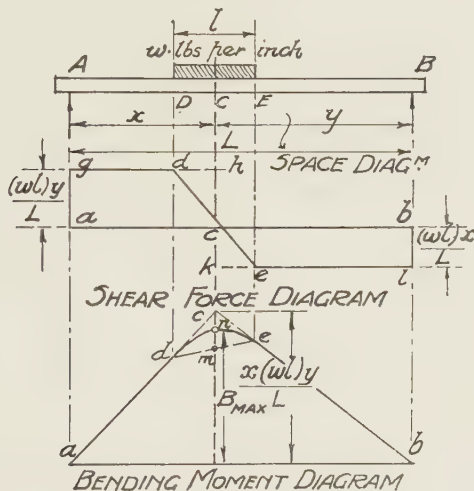 l
w. lbs per inch
A
B
D
C
E
x
y
L
SPACE DIAGM
g
d
h
(wl)y
L
a
c
b
(wl)x
L
k
e
l
SHEAR FORCE DIAGRAM
c
n
d
e
m
x(wl)y
L
BMAX
a
b
BENDING MOMENT DIAGRAM